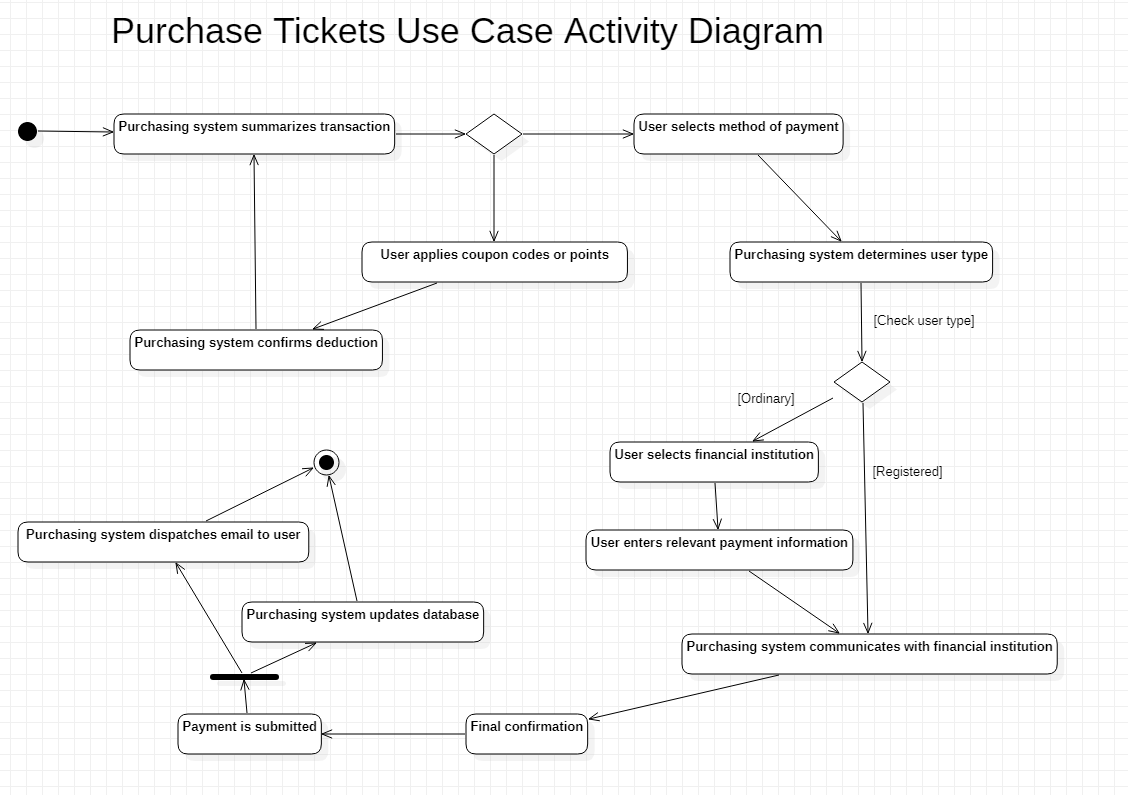 Purchase Tickets Use Case Activity Diagram
Purchasing system summarizes transaction
User selects method of payment
User applies coupon codes or points
Purchasing system determines user type
[Check user type]
Purchasing system confirms deduction
[Ordinary]
User selects financial institution
[Registered]
Purchasing system dispatches email to user
User enters relevant payment information
Purchasing system updates database
Purchasing system communicates with financial institution
Payment is submitted
Final confirmation